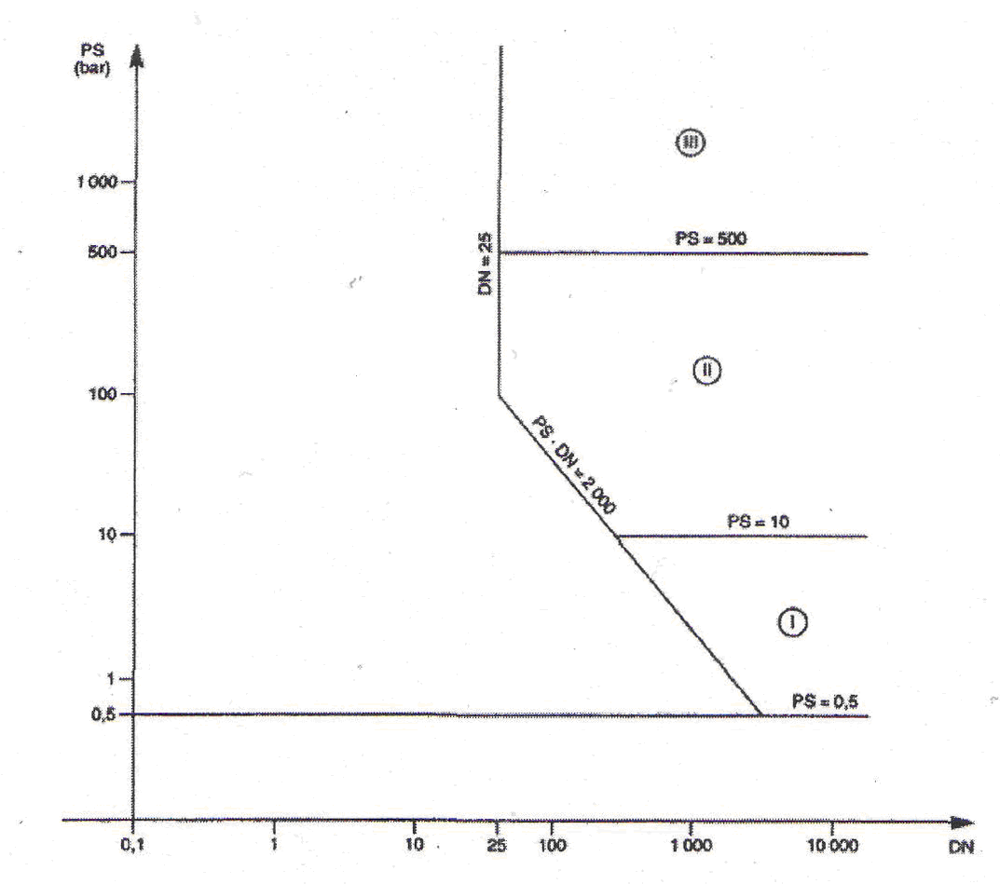 PS
(bar)
III
1 000
PS = 500
500
DN = 25
II
100
PS · DN = 2 000
PS = 10
10
I
1
PS = 0,5
0,5
0,1
1
10
25
100
1 000
10 000
DN